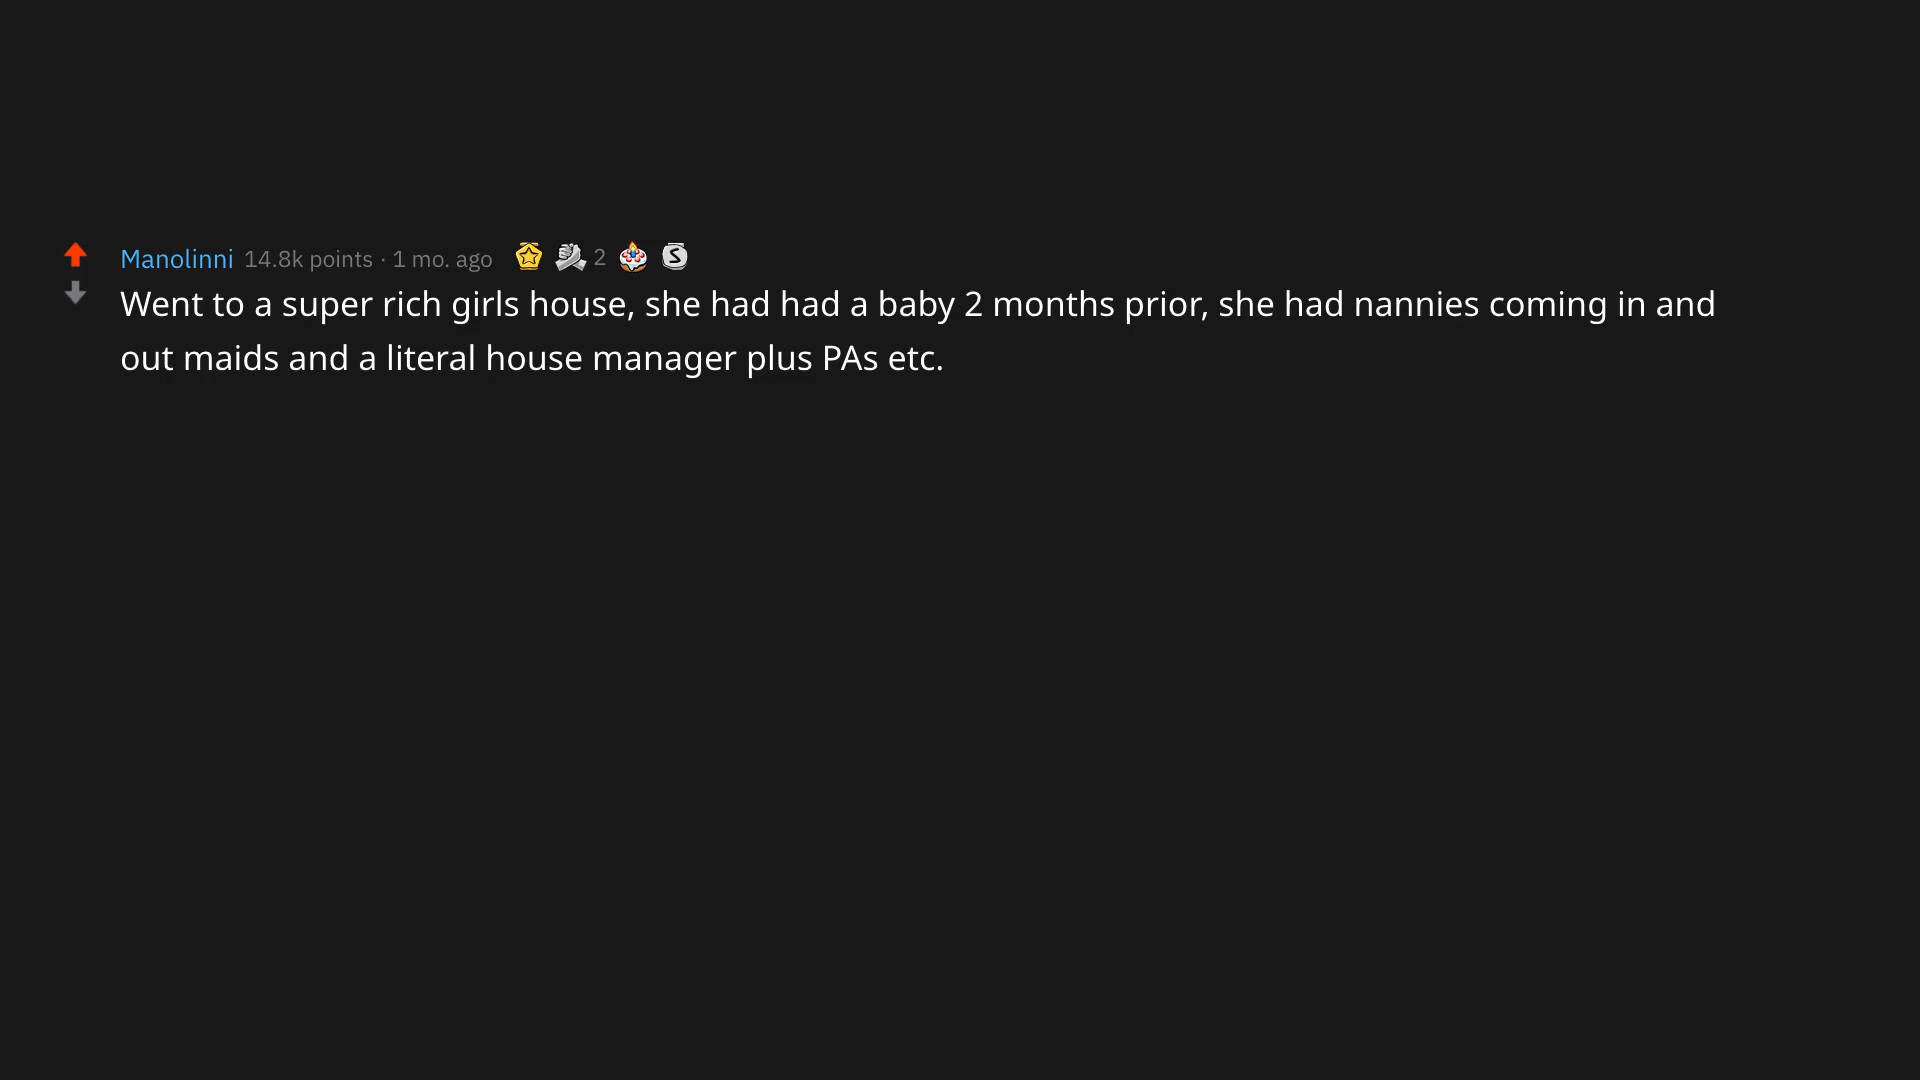 Manolinni 14.8k points · 1 mo. ago 2 S
Went to a super rich girls house, she had had a baby 2 months prior, she had nannies coming in and
out maids and a literal house manager plus PAs etc.